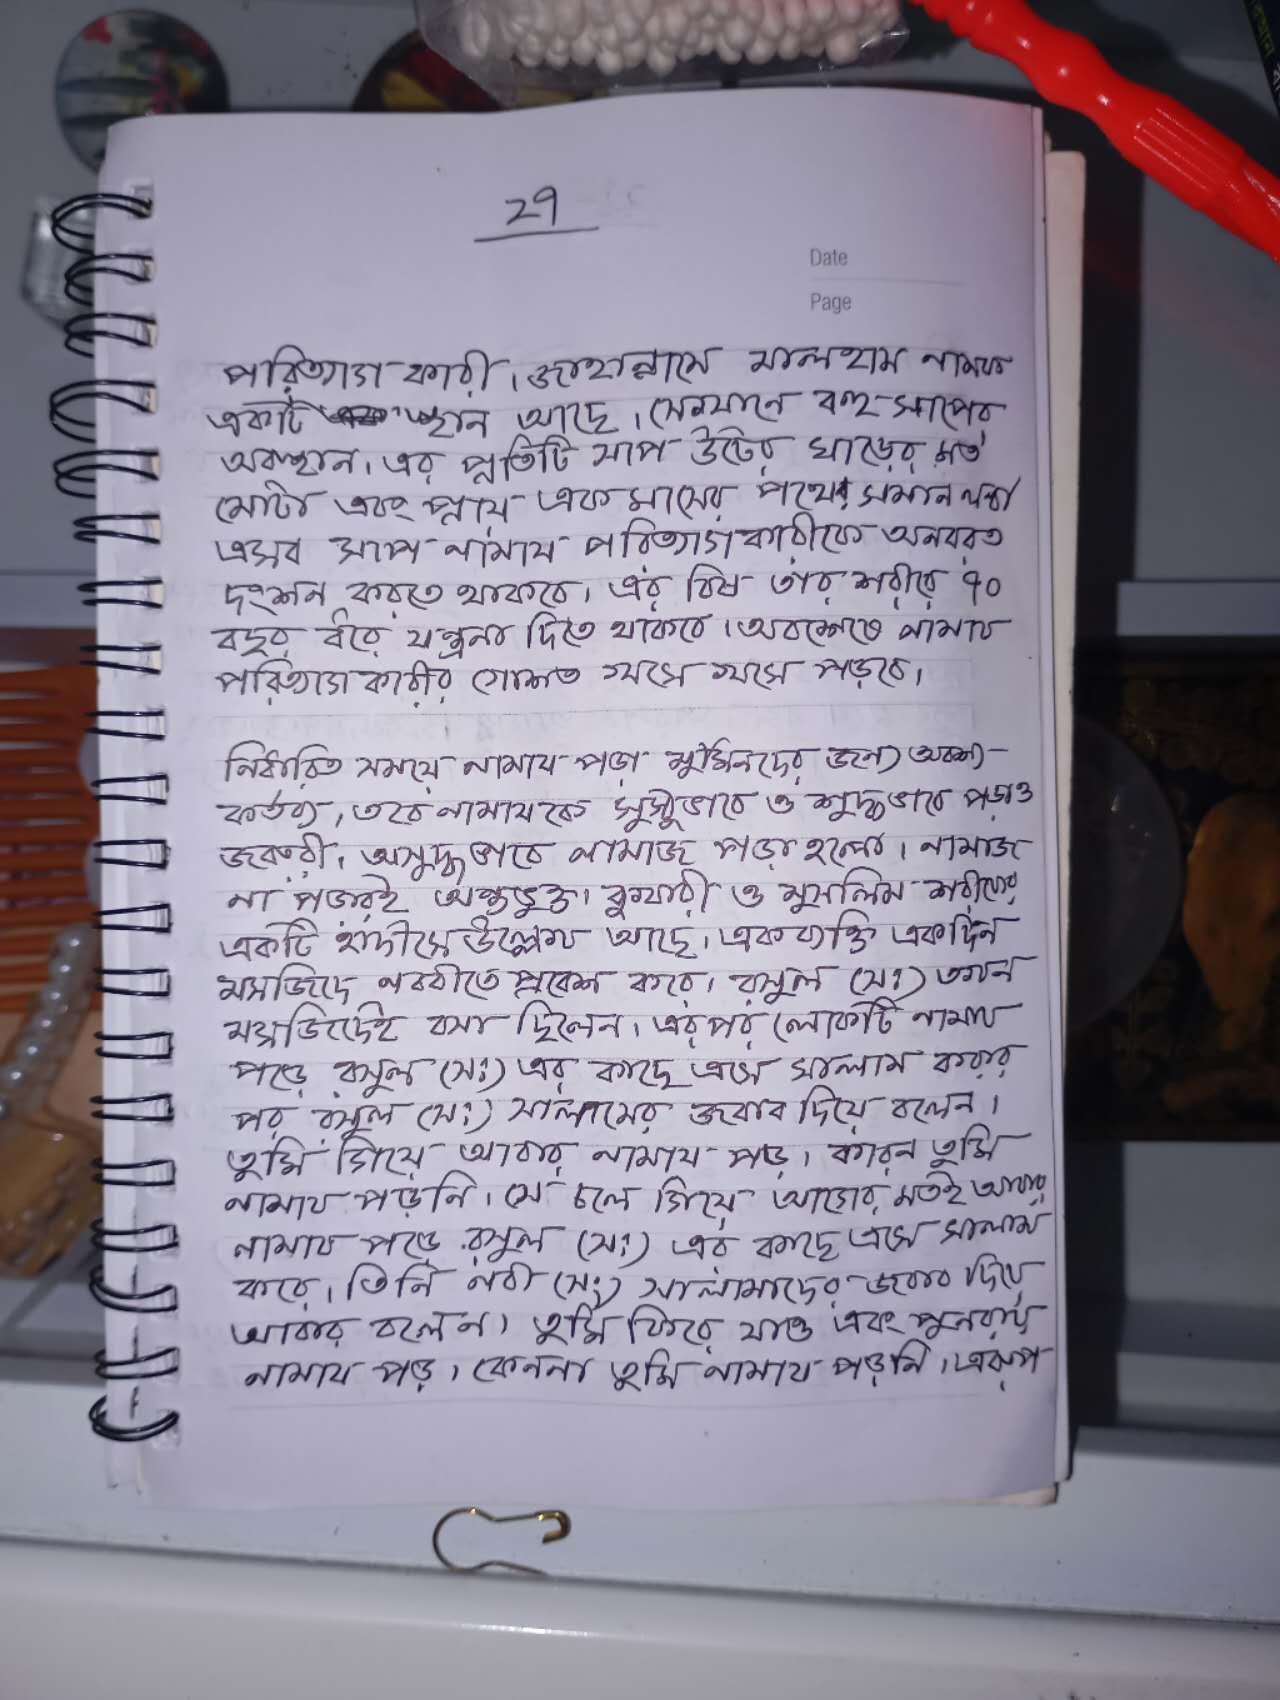 ২৭
Date
Page
পরিত্যাগ কারী। জাহান্নামে মালহাম নামক
একটি স্থান আছে। সেখানে বহু সাপের
অবস্থান। এর প্রতিটি সাপ উটের ঘাড়ের মত
মোটা এবং প্রায় এক মাসের পথের সমান লম্বা
এসব সাপ নামায পরিত্যাগ কারীকে অনবরত
দংশন করতে থাকবে। এর বিষ তার শরীরে ৭০
বছর ধরে যন্ত্রনা দিতে থাকবে। অবশেষে নামায
পরিত্যাগ কারীর গোশত খসে খসে পড়বে।
নির্ধারিত সময়ে নামায পড়া মুমিনদের জন্যে অবশ্য
কর্তব্য, তবে নামাযকে সুষ্ঠুভাবে ও শুদ্ধভাবে পড়াও
জরুরী। অশুদ্ধভাবে নামাজ পড়া হলো। নামাজ
না পড়ারই অন্তর্ভুক্ত। বুখারী ও মুসলিম শরীফের
একটি হাদীসে উল্লেখ আছে। এক ব্যক্তি একদিন
মসজিদে নববীতে প্রবেশ করে। রসুল (সঃ) তখন
মসজিদেই বসা ছিলেন। এরপর লোকটি নামায
পড়ে রসুল (সঃ) এর কাছে এসে সালাম করার
পর রসুল (সঃ) সালামের জবাব দিয়ে বলেন।
তুমি গিয়ে আবার নামায পড়। কারন তুমি
নামায পড়নি। সে চলে গিয়ে আগের মতই আবার
নামায পড়ে রসুল (সঃ) এর কাছে এসে সালাম
করে। তিনি নবী (সঃ) সালামাদের জবাব দিয়ে
আবার বলেন। তুমি ফিরে যাও এবং পুনরায়
নামায পড়। কেননা তুমি নামায পড়নি। এরূপ